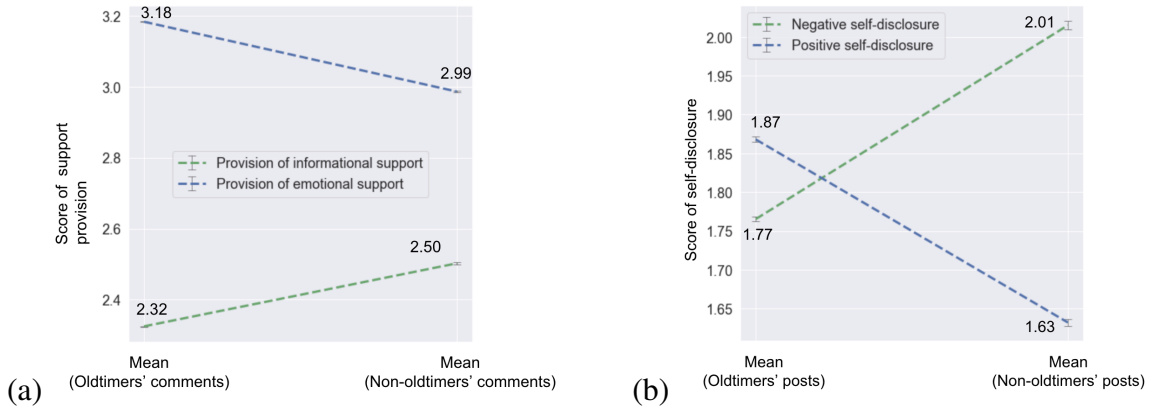 3.2
3.0
2.8
2.6
2.4
Score of support
provision
3.18
2.99
Provision of informational support
Provision of emotional support
2.50
2.32
Mean
(Oldtimers' comments)
Mean
(Non-oldtimers' comments)
(a)
2.00
1.95
1.90
1.85
1.80
1.75
1.70
1.65
Score of self-disclosure
Negative self-disclosure
Positive self-disclosure
2.01
1.87
1.77
1.63
Mean
(Oldtimers' posts)
Mean
(Non-oldtimers' posts)
(b)